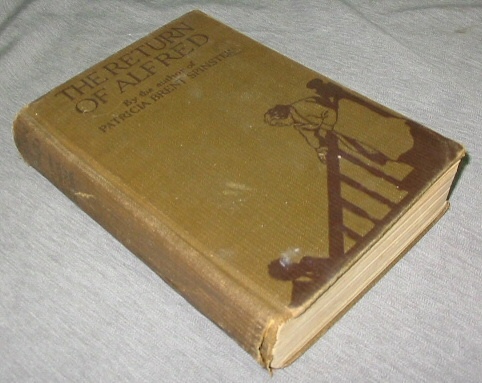 THE RETURN
OF ALFRED
By the author of
PATRICIA BRENT, SPINSTER